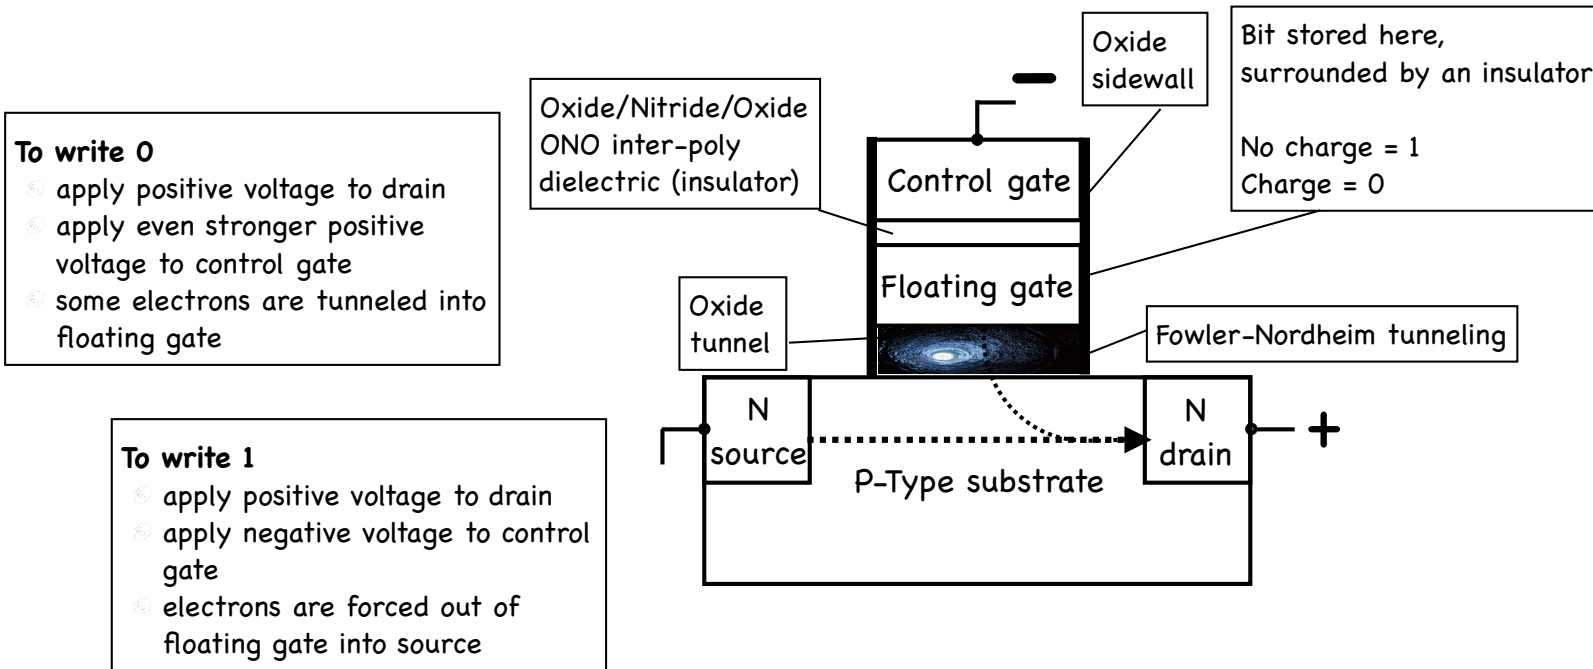 To write 0
apply positive voltage to drain
apply even stronger positive
voltage to control gate
some electrons are tunneled into
floating gate
To write 1
apply positive voltage to drain
apply negative voltage to control
gate
electrons are forced out of
floating gate into source
Oxide/Nitride/Oxide
ONO inter-poly
dielectric (insulator)
Oxide
sidewall
Bit stored here,
surrounded by an insulator
No charge = 1
Charge = 0
−
Control gate
Floating gate
Oxide
tunnel
Fowler-Nordheim tunneling
N
source
P-Type substrate
N
drain
+